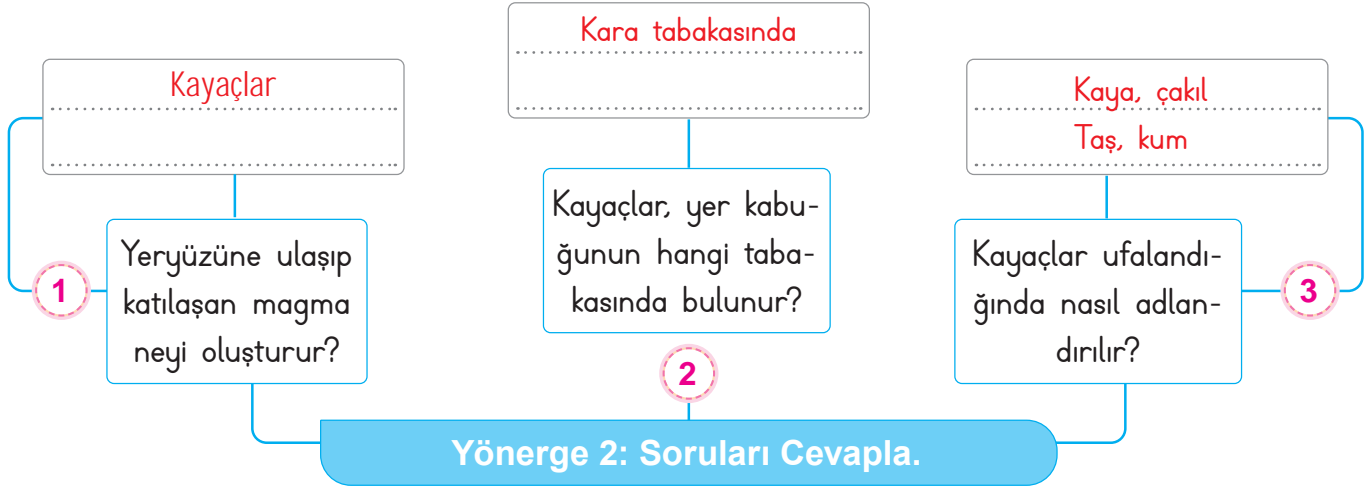 Kayaçlar
Yeryüzüne ulaşıp
katılaşan magma
neyi oluşturur?
1
Kara tabakasında
Kayaçlar, yer kabu-
ğunun hangi taba-
kasında bulunur?
2
Kaya, çakıl
Taş, kum
Kayaçlar ufalandı-
ğında nasıl adlan-
dırılır?
3
Yönerge 2: Soruları Cevapla.